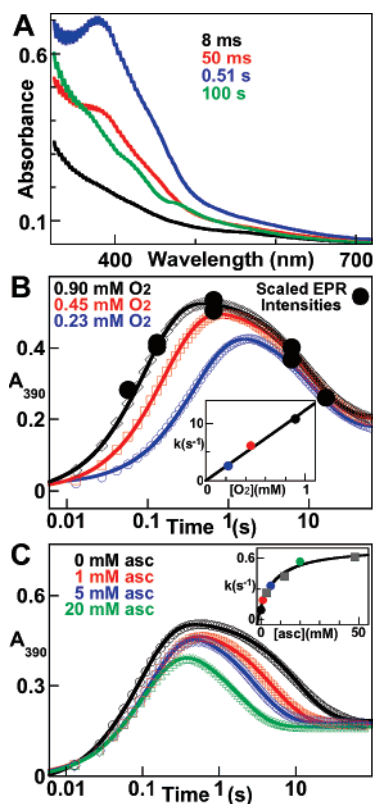 A
8 ms
50 ms
0.51 s
100 s
0.6
0.1
Absorbance
400
700
Wavelength (nm)
B
0.90 mM O2
0.45 mM O2
0.23 mM O2
Scaled EPR
Intensities
0.4
0.2
0
A390
k(s-1)
10
0
0
1
[O2](mM)
0.01
0.1
1
10
Time (s)
C
0 mM asc
1 mM asc
5 mM asc
20 mM asc
0.6
k(s-1)
0
0
50
[asc](mM)
0.6
0.3
0
A390
0.01
0.1
1
10
Time (s)